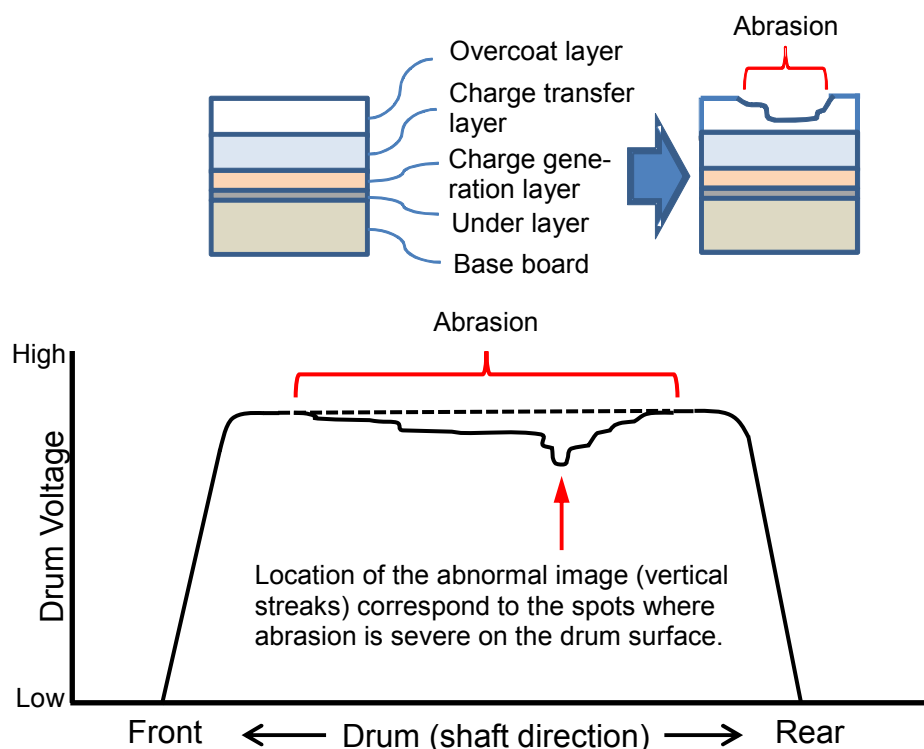 Overcoat layer
Charge transfer
layer
Charge gene-
ration layer
Under layer
Base board
Abrasion
Abrasion
High
Drum Voltage
Low
Location of the abnormal image (vertical
streaks) correspond to the spots where
abrasion is severe on the drum surface.
Front
Drum (shaft direction)
Rear